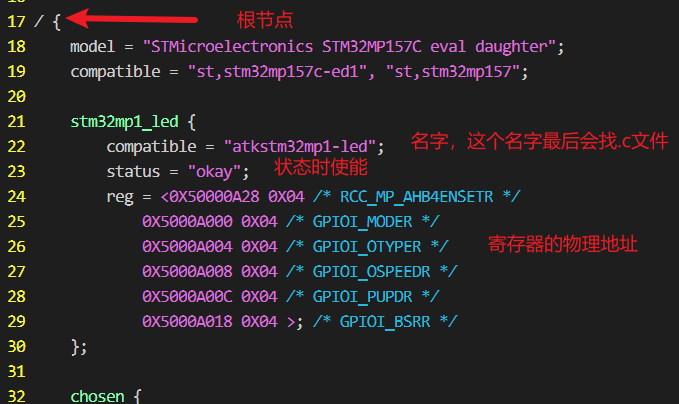 17 / { 根节点
18 model = "STMicroelectronics STM32MP157C eval daughter";
19 compatible = "st,stm32mp157c-ed1", "st,stm32mp157";
20
21 stm32mp1_led {
22 compatible = "atkstm32mp1-led"; 名字，这个名字最后会找.c文件
23 status = "okay"; 状态时使能
24 reg = <0X50000A28 0X04 /* RCC_MP_AHB4ENSETR */
25 0X5000A000 0X04 /* GPIOI_MODER */
26 0X5000A004 0X04 /* GPIOI_OTYPER */ 寄存器的物理地址
27 0X5000A008 0X04 /* GPIOI_OSPEEDR */
28 0X5000A00C 0X04 /* GPIOI_PUPDR */
29 0X5000A018 0X04 >; /* GPIOI_BSRR */
30 };
31
32 chosen {